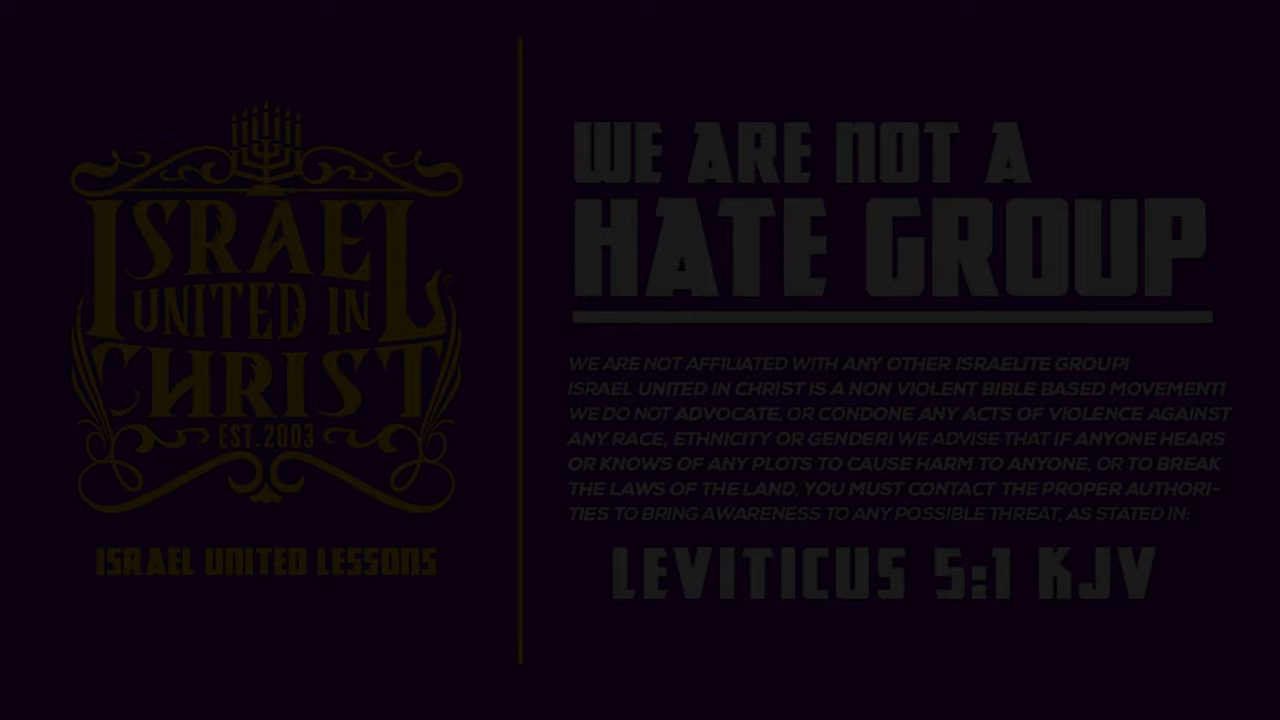 ISRAEL
UNITED IN
CHRIST
EST. 2003
ISRAEL UNITED LESSONS
WE ARE NOT A
HATE GROUP
WE ARE NOT AFFILIATED WITH ANY OTHER ISRAELITE GROUP!
ISRAEL UNITED IN CHRIST IS A NON VIOLENT BIBLE BASED MOVEMENT!
WE DO NOT ADVOCATE, OR CONDONE ANY ACTS OF VIOLENCE AGAINST
ANY RACE, ETHNICITY OR GENDER! WE ADVISE THAT IF ANYONE HEARS
OR KNOWS OF ANY PLOTS TO CAUSE HARM TO ANYONE, OR TO BREAK
THE LAWS OF THE LAND, YOU MUST CONTACT THE PROPER AUTHORI-
TIES TO BRING AWARENESS TO ANY POSSIBLE THREAT, AS STATED IN:
LEVITICUS 5:1 KJV